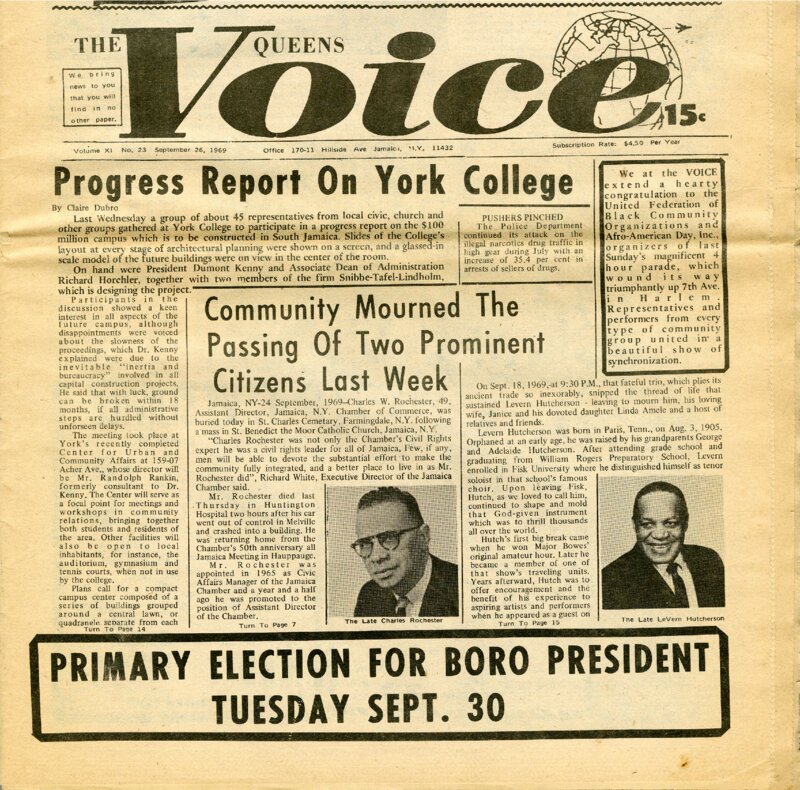 THE QUEENS
Voice
We bring
news to you
that you will
find in no
other paper.
15c
Volume XI No. 23 September 26, 1969 Office 170-11 Hillside Ave Jamaica, N.Y. 11432 Subscription Rate: $4.50 Per Year
Progress Report On York College
By Claire Dubro
Last Wednesday a group of about 45 representatives from local civic, church and
other groups gathered at York College to participate in a progress report on the $100
million campus which is to be constructed in South Jamaica. Slides of the College's
layout at every stage of architectural planning were shown on a screen, and a glassed-in
scale model of the future buildings were on view in the center of the room.
On hand were President Dumont Kenny and Associate Dean of Administration
Richard Horchler, together with two members of the firm Snibbe-Tafel-Lindholm,
which is designing the project.
Participants in the
discussion showed a keen
interest in all aspects of the
future campus, although
disappointments were voiced
about the slowness of the
proceedings, which Dr. Kenny
explained were due to the
inevitable "inertia and
bureaucracy" involved in all
capital construction projects.
He said that with luck, ground
can be broken within 18
months, if all administrative
steps are hurdled without
unforseen delays.
The meeting took place at
York's recently completed
Center for Urban and
Community Affairs at 159-07
Acher Ave., whose director will
be Mr. Randolph Rankin,
formerly consultant to Dr.
Kenny. The Center will serve as
a focal point for meetings and
workshops in community
relations, bringing together
both students and residents of
the area. Other facilities will
also be open to local
inhabitants, for instance, the
auditorium, gymnasium and
tennis courts, when not in use
by the college.
Plans call for a compact
campus center composed of a
series of buildings grouped
around a central lawn, or
quadranele separate from each
Turn To Page 14
PUSHERS PINCHED
The Police Department
continued its attack on the
illegal narcotics drug traffic in
high gear during July with an
increase of 35.4 per cent in
arrests of sellers of drugs.
We at the VOICE
extend a hearty
congratulation to the
United Federation of
Black Community
Organizations and
Afro-American Day, Inc.,
organizers of last
Sunday's magnificent 4
hour parade, which
wound its way
triumphantly up 7th Ave.
in Harlem.
Representatives and
performers from every
type of community
group united in a
beautiful show of
synchronization.
Community Mourned The
Passing Of Two Prominent
Citizens Last Week
Jamaica, NY-24 September, 1969-Charles W. Rochester, 49,
Assistant Director, Jamaica, N.Y. Chamber of Commerce, was
buried today in St. Charles Cemetary, Farmingdale, N.Y. following
a mass in St. Benedict the Moor Catholic Church, Jamaica, N.Y.
"Charles Rochester was not only the Chamber's Civil Rights
expert he was a civil rights leader for all of Jamaica, Few, if any,
men will be able to devote the substantial effort to make the
community fully integrated, and a better place to live in as Mr.
Rochester did", Richard White, Executive Director of the Jamaica
Chamber said.
Mr. Rochester died last
Thursday in Huntington
Hospital two hours after his car
went out of control in Melville
and crashed into a building. He
was returning home from the
Chamber's 50th anniversary all
Jamaica Meeting in Hauppauge.
Mr. Rochester was
appointed in 1965 as Civic
Affairs Manager of the Jamaica
Chamber and a year and a half
ago he was promoted to the
position of Assistant Director
of the Chamber.
Turn To Page 7
The Late Charles Rochester
On Sept. 18, 1969,-at 9:30 P.M., that fateful trio, which plies its
ancient trade so inexorably, snipped the thread of life that
sustained Levern Hutcherson - leaving to mourn him, his loving
wife, Janice and his dovoted daughter Linda Amele and a host of
relatives and friends.
Levern Hutcherson was born in Paris, Tenn., on Aug. 3, 1905.
Orphaned at an early age, he was raised by his grandparents George
and Adelaide Hutcherson. After attending grade school and
graduating from William Rogers Preparatory School, Levern
enrolled in Fisk University where he distinguished himself as tenor
soloist in that school's famous
choir. Upon leaving Fisk,
Hutch, as we loved to call him,
continued to shape and mold
that God-given instrument
which was to thrill thousands
all over the world.
Hutch's first big break came
when he won Major Bowes'
original amateur hour. Later he
became a member of one of
that show's traveling units.
Years afterward, Hutch was to
offer encouragement and the
benefit of his experience to
aspiring artists and performers
when he appeared as guest on
Turn To Page 15
The Late LeVern Hutcherson
PRIMARY ELECTION FOR BORO PRESIDENT
TUESDAY SEPT. 30